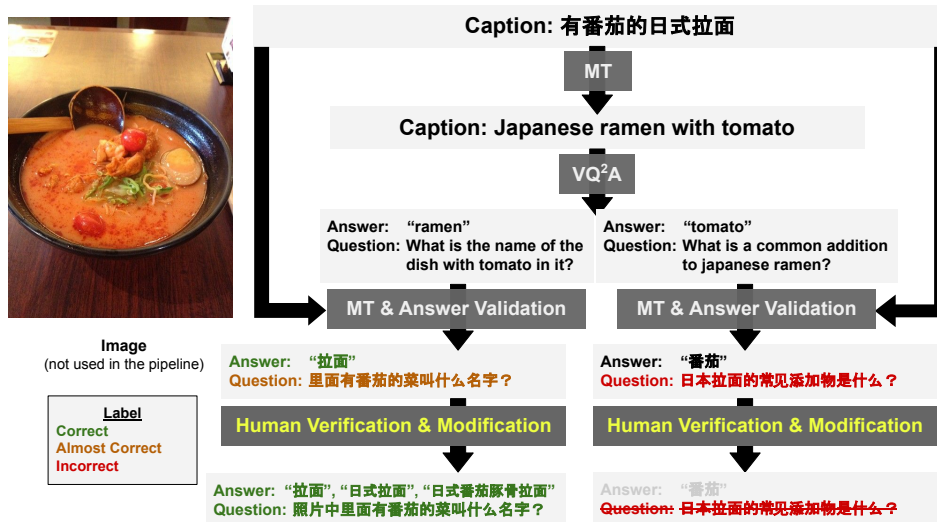 Caption: 有番茄的日式拉面
MT
Caption: Japanese ramen with tomato
VQ²A
Answer: “ramen”
Question: What is the name of the
dish with tomato in it?
Answer: “tomato”
Question: What is a common addition
to japanese ramen?
MT & Answer Validation
MT & Answer Validation
Image
(not used in the pipeline)
Label
Correct
Almost Correct
Incorrect
Answer: “拉面”
Question: 里面有番茄的菜叫什么名字？
Answer: “番茄”
Question: 日本拉面的常见添加物是什么？
Human Verification & Modification
Human Verification & Modification
Answer: “拉面”, “日式拉面”, “日式番茄豚骨拉面”
Question: 照片中里面有番茄的菜叫什么名字？
Answer: “番茄”
Question: 日本拉面的常见添加物是什么？